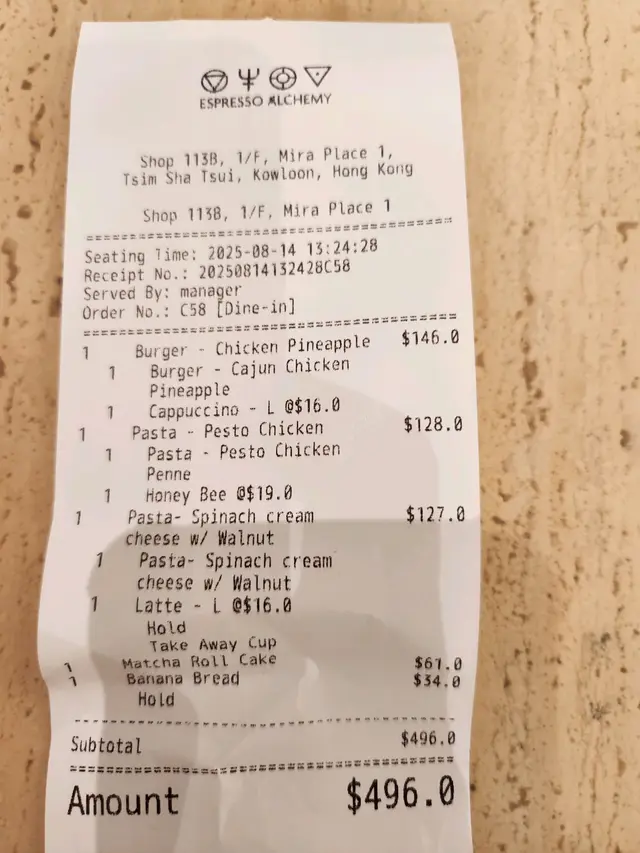 ESPRESSO ALCHEMY
Shop 113B, 1/F, Mira Place 1,
Tsim Sha Tsui, Kowloon, Hong Kong
Shop 113B, 1/F, Mira Place 1
Seating Time: 2025-08-14 13:24:28
Receipt No.: 20250814132428C58
Served By: manager
Order No.: C58 [Dine-in]
1 Burger - Chicken Pineapple $146.0
1 Burger - Cajun Chicken
Pineapple
1 Cappuccino - L @$16.0
1 Pasta - Pesto Chicken $128.0
1 Pasta - Pesto Chicken
Penne
1 Honey Bee @$19.0
1 Pasta- Spinach cream $127.0
cheese w/ Walnut
1 Pasta- Spinach cream
cheese w/ Walnut
1 Latte - L @$16.0
Hold
Take Away Cup
1 Matcha Roll Cake $61.0
1 Banana Bread $34.0
Hold
Subtotal $496.0
Amount $496.0